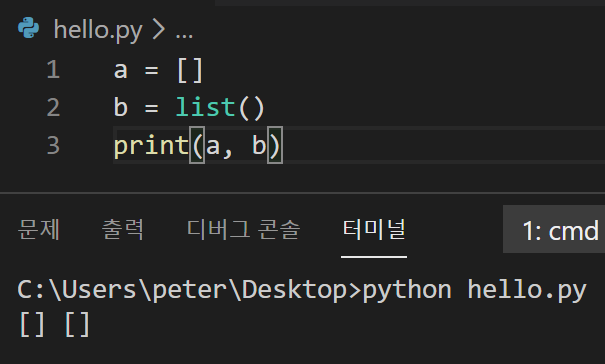 hello.py > ...
1 a = []
2 b = list()
3 print(a, b)
문제 출력 디버그 콘솔 터미널 1: cmd
C:\Users\peter\Desktop>python hello.py
[] []